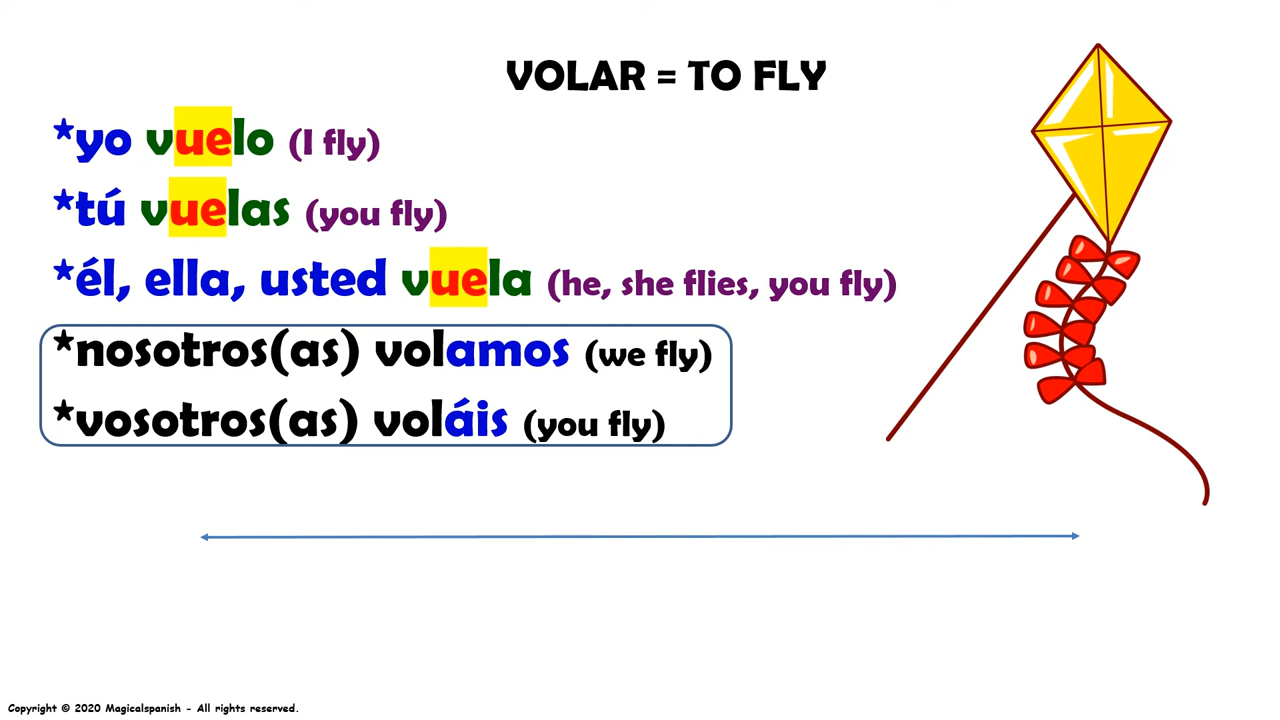 VOLAR = TO FLY
*yo vuelo (I fly)
*tú vuelas (you fly)
*él, ella, usted vuela (he, she flies, you fly)
*nosotros(as) volamos (we fly)
*vosotros(as) voláis (you fly)
Copyright © 2020 Magicalspanish - All rights reserved.